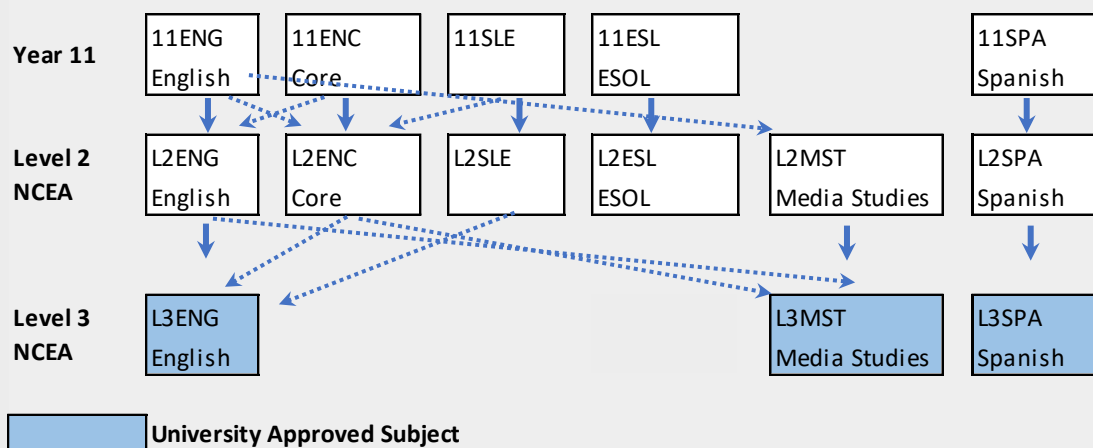 Year 11
11ENG
English
11ENC
Core
11SLE
11ESL
ESOL
11SPA
Spanish
Level 2
NCEA
L2ENG
English
L2ENC
Core
L2SLE
L2ESL
ESOL
L2MST
Media Studies
L2SPA
Spanish
Level 3
NCEA
L3ENG
English
L3MST
Media Studies
L3SPA
Spanish
University Approved Subject